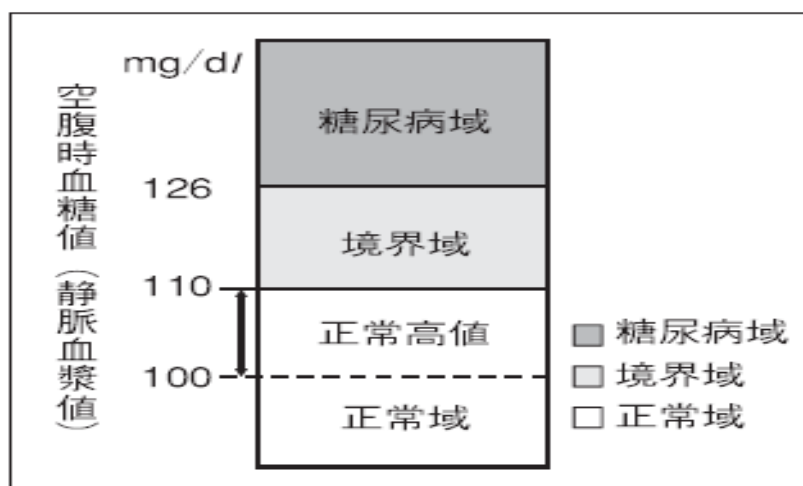 mg/dl
空腹時血糖値(静脈血漿値)
糖尿病域
126
境界域
110
正常高値
100
正常域
糖尿病域
境界域
正常域